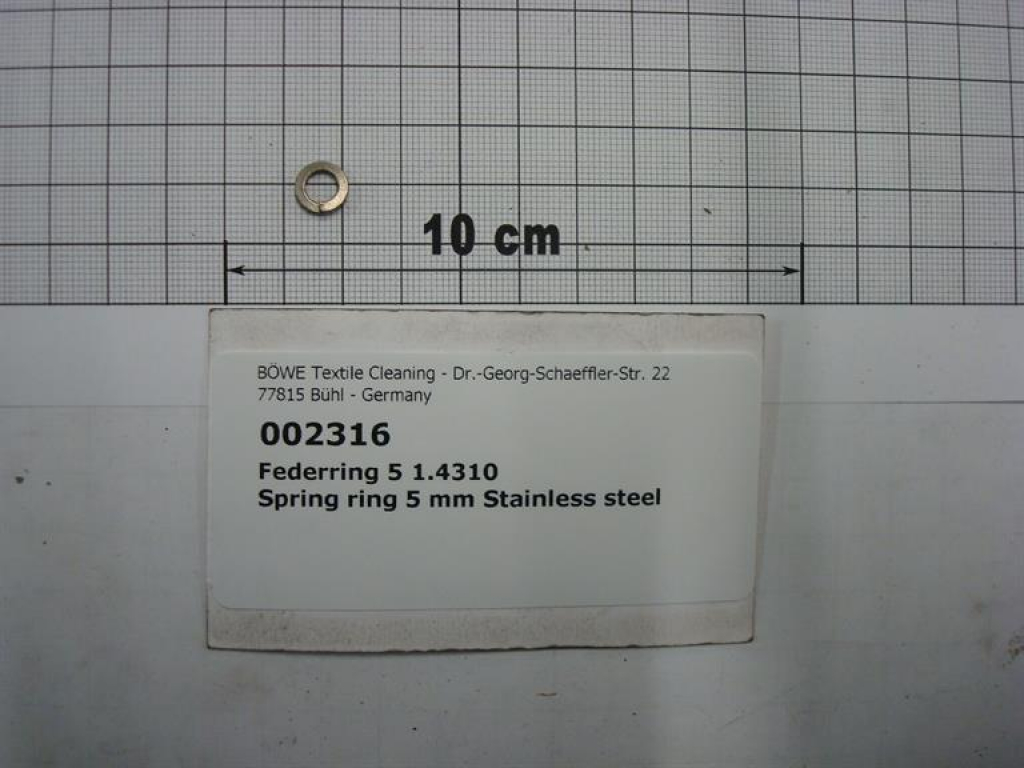 10 cm
BÖWE Textile Cleaning - Dr.-Georg-Schaeffler-Str. 22
77815 Bühl - Germany
002316
Federring 5 1.4310
Spring ring 5 mm Stainless steel